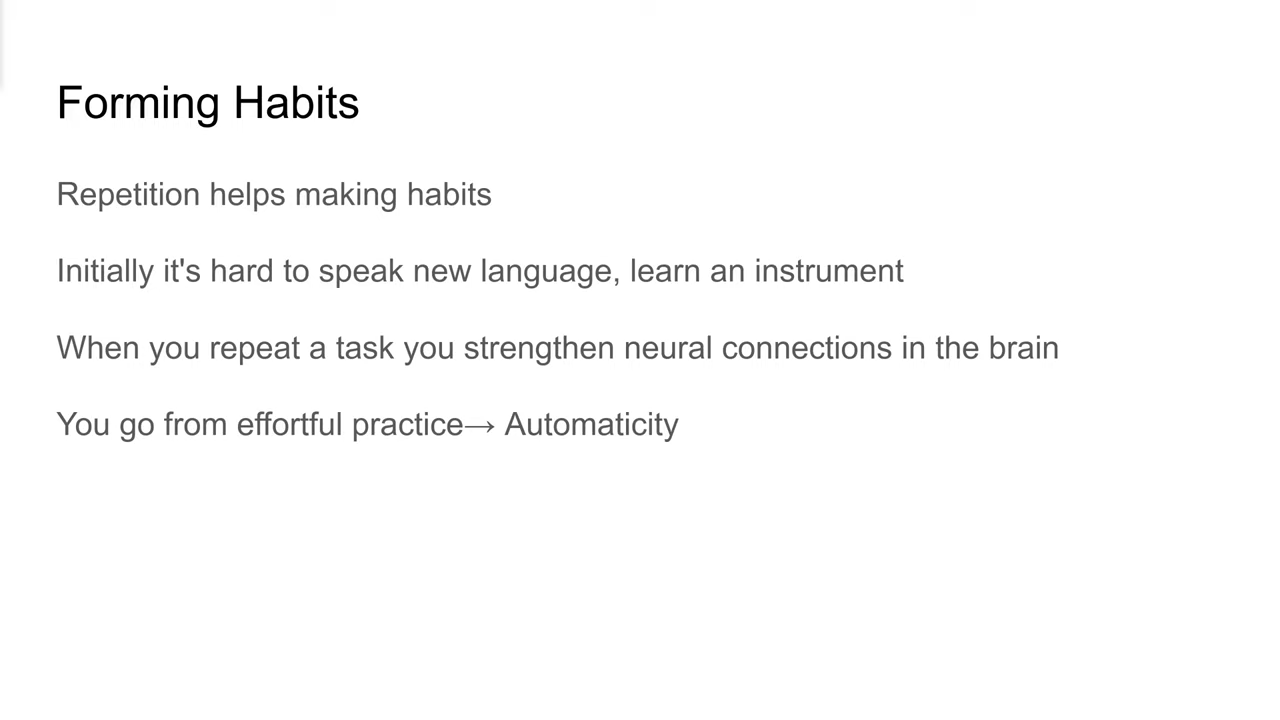 Forming Habits
Repetition helps making habits
Initially it's hard to speak new language, learn an instrument
When you repeat a task you strengthen neural connections in the brain
You go from effortful practice→ Automaticity